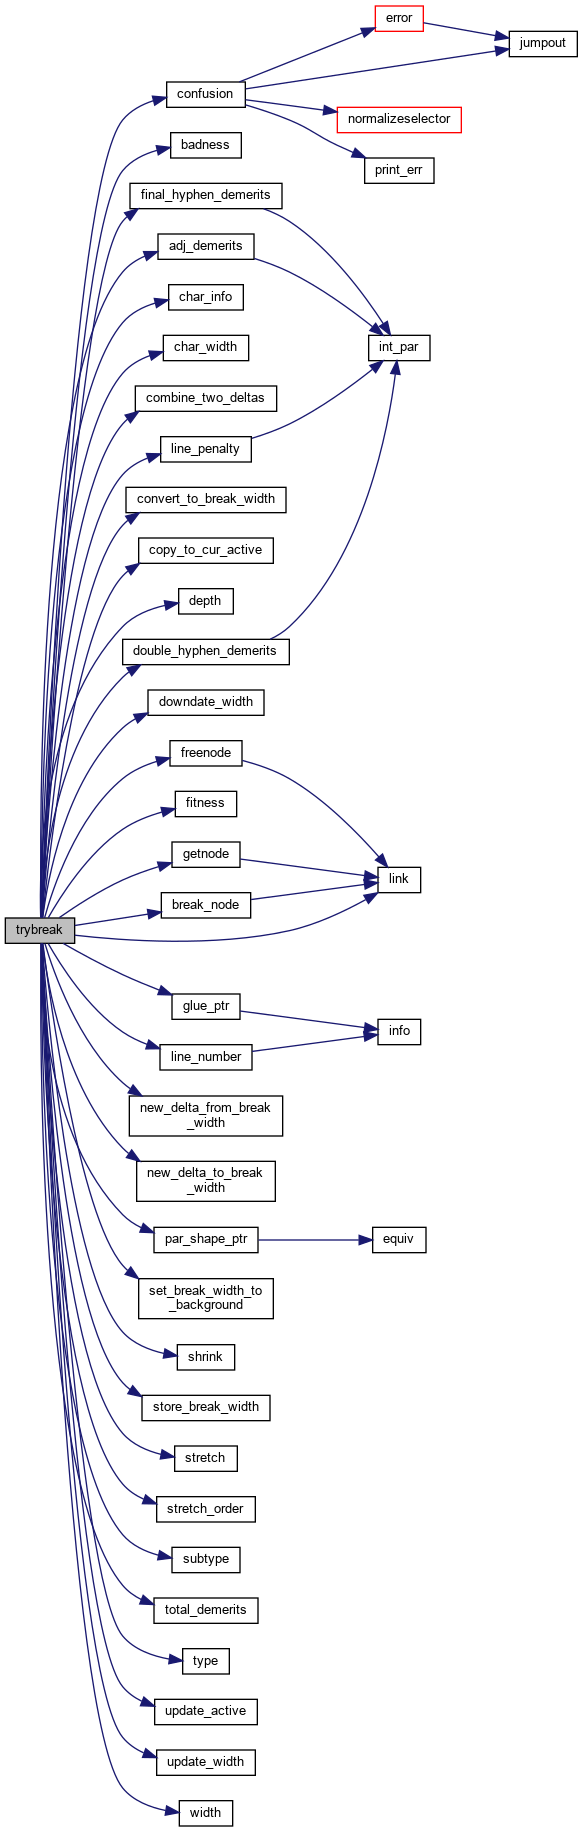 error
jumpout
confusion
normalizeselector
badness
print_err
final_hyphen_demerits
adj_demerits
char_info
char_width
int_par
combine_two_deltas
line_penalty
convert_to_break_width
copy_to_cur_active
depth
double_hyphen_demerits
downdate_width
freenode
fitness
getnode
link
break_node
trybreak
glue_ptr
info
line_number
new_delta_from_break
_width
new_delta_to_break
_width
par_shape_ptr
equiv
set_break_width_to
_background
shrink
store_break_width
stretch
stretch_order
subtype
total_demerits
type
update_active
update_width
width